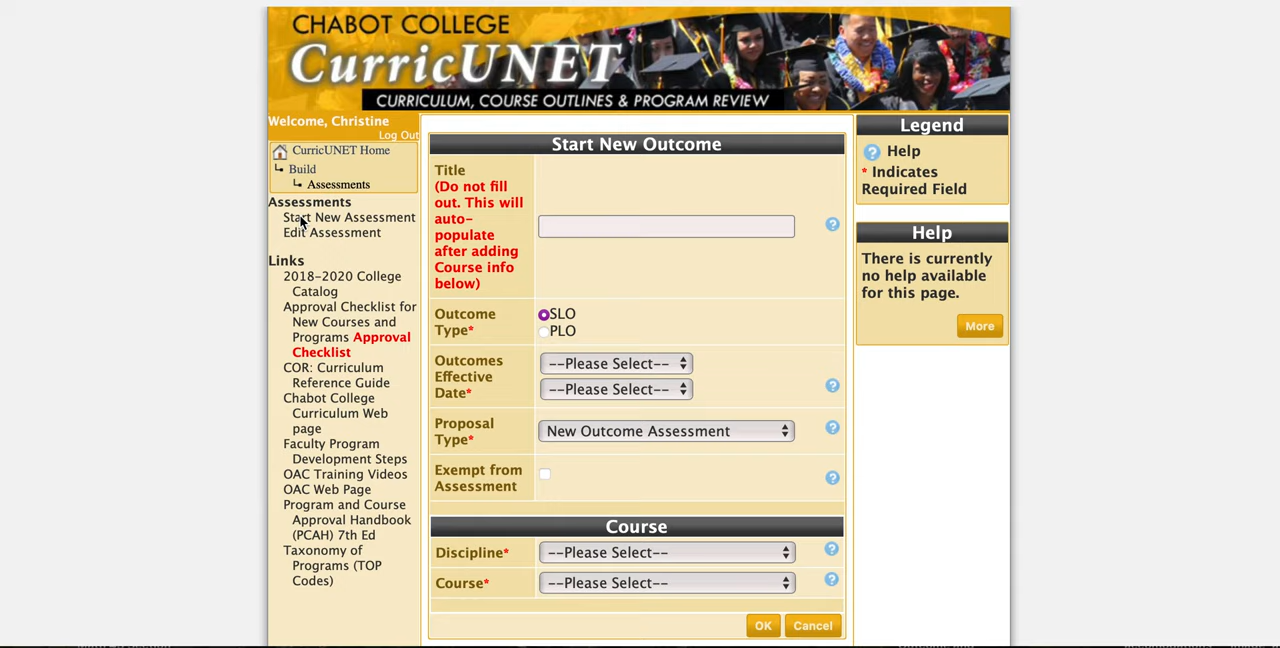 CHABOT COLLEGE
CurricUNET
CURRICULUM, COURSE OUTLINES & PROGRAM REVIEW
Welcome, Christine
Log Out
CurricUNET Home
Build
Assessments
Assessments
Start New Assessment
Edit Assessment
Links
2018-2020 College
Catalog
Approval Checklist for
New Courses and
Programs Approval
Checklist
COR: Curriculum
Reference Guide
Chabot College
Curriculum Web
page
Faculty Program
Development Steps
OAC Training Videos
OAC Web Page
Program and Course
Approval Handbook
(PCAH) 7th Ed
Taxonomy of
Programs (TOP
Codes)
Start New Outcome
Title
(Do not fill
out. This will
auto-
populate
after adding
Course info
below)
Outcome
Type*
SLO
PLO
Outcomes
Effective
Date*
--Please Select--
--Please Select--
Proposal
Type*
New Outcome Assessment
Exempt from
Assessment
Course
Discipline*
--Please Select--
Course*
--Please Select--
OK
Cancel
Legend
? Help
* Indicates
Required Field
Help
There is currently
no help available
for this page.
More